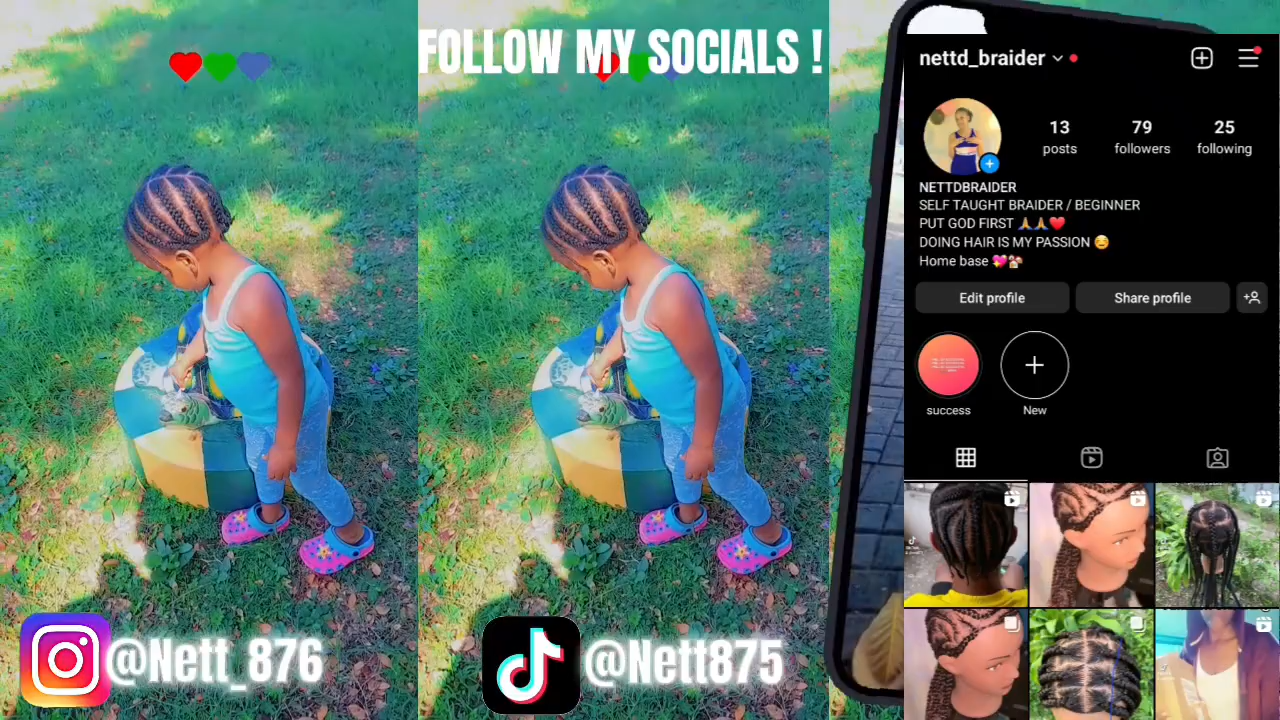 FOLLOW MY SOCIALS !
@Nett_876
@Nett875
nettd_braider
13
79
25
posts
followers
following
NETTDBRAIDER
SELF TAUGHT BRAIDER / BEGINNER
PUT GOD FIRST 🙏🙏❤️
DOING HAIR IS MY PASSION ☺️
Home base 💖💒
Edit profile
Share profile
success
New